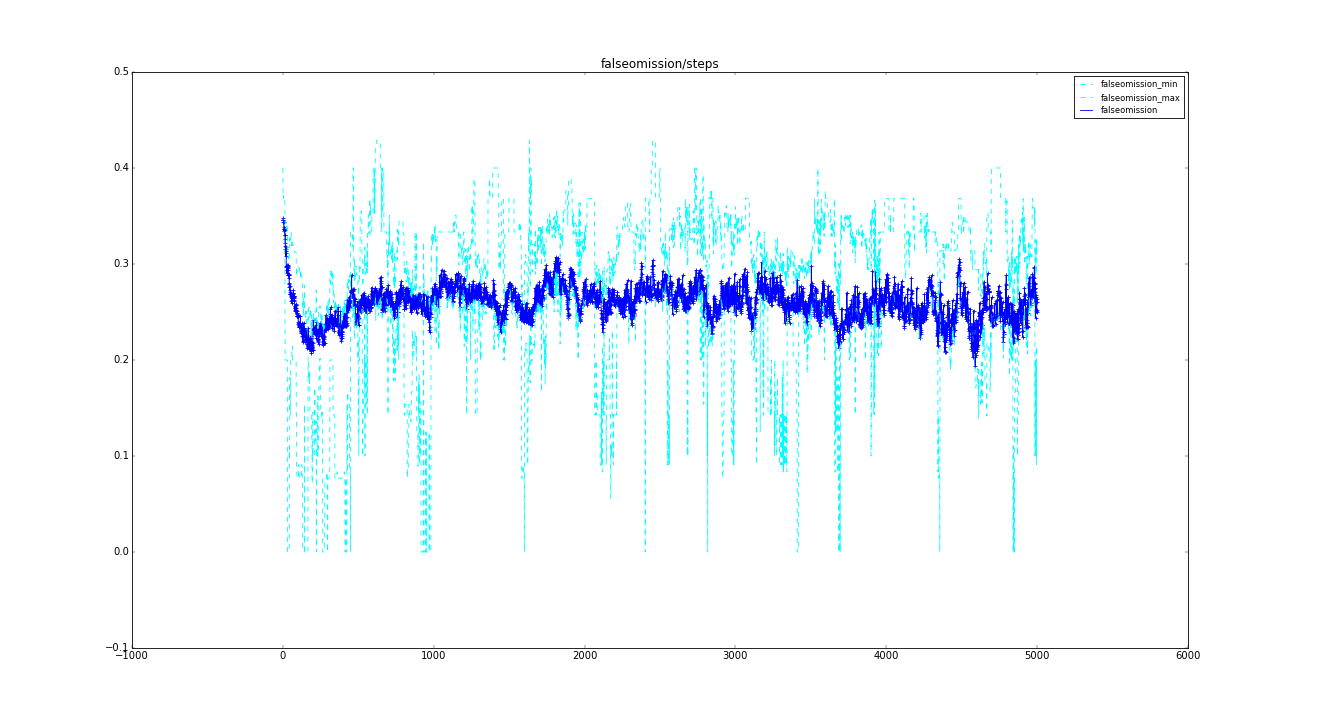 falseomission/steps
0.5
0.4
0.3
0.2
0.1
0.0
−0.1
−1000 0 1000 2000 3000 4000 5000 6000
falseomission_min
falseomission_max
falseomission